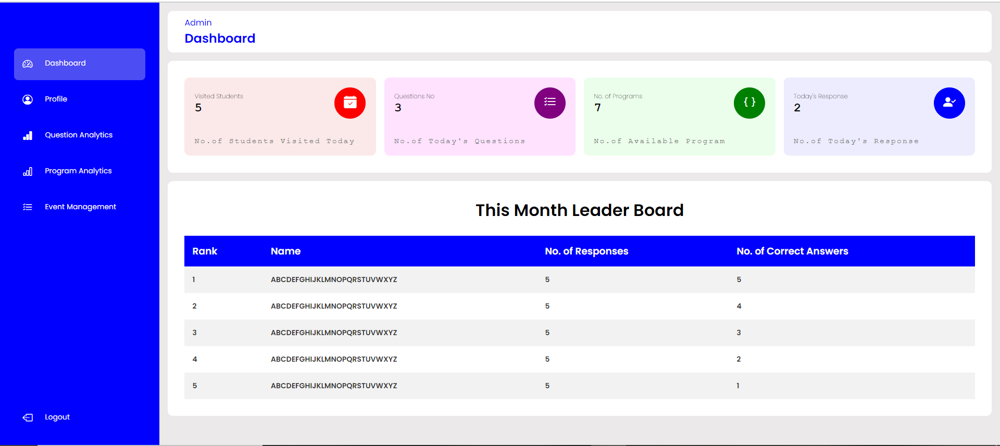 Dashboard
Profile
Question Analytics
Program Analytics
Event Management
Logout
Admin
Dashboard
Visited Students
5
No.of Students Visited Today
Questions No
3
No.of Today's Questions
No. of Programs
7
No.of Available Program
Today's Response
2
No.of Today's Response
This Month Leader Board
Rank Name No. of Responses No. of Correct Answers
1 ABCDEFGHIJKLMNOPQRSTUVWXYZ 5 5
2 ABCDEFGHIJKLMNOPQRSTUVWXYZ 5 4
3 ABCDEFGHIJKLMNOPQRSTUVWXYZ 5 3
4 ABCDEFGHIJKLMNOPQRSTUVWXYZ 5 2
5 ABCDEFGHIJKLMNOPQRSTUVWXYZ 5 1